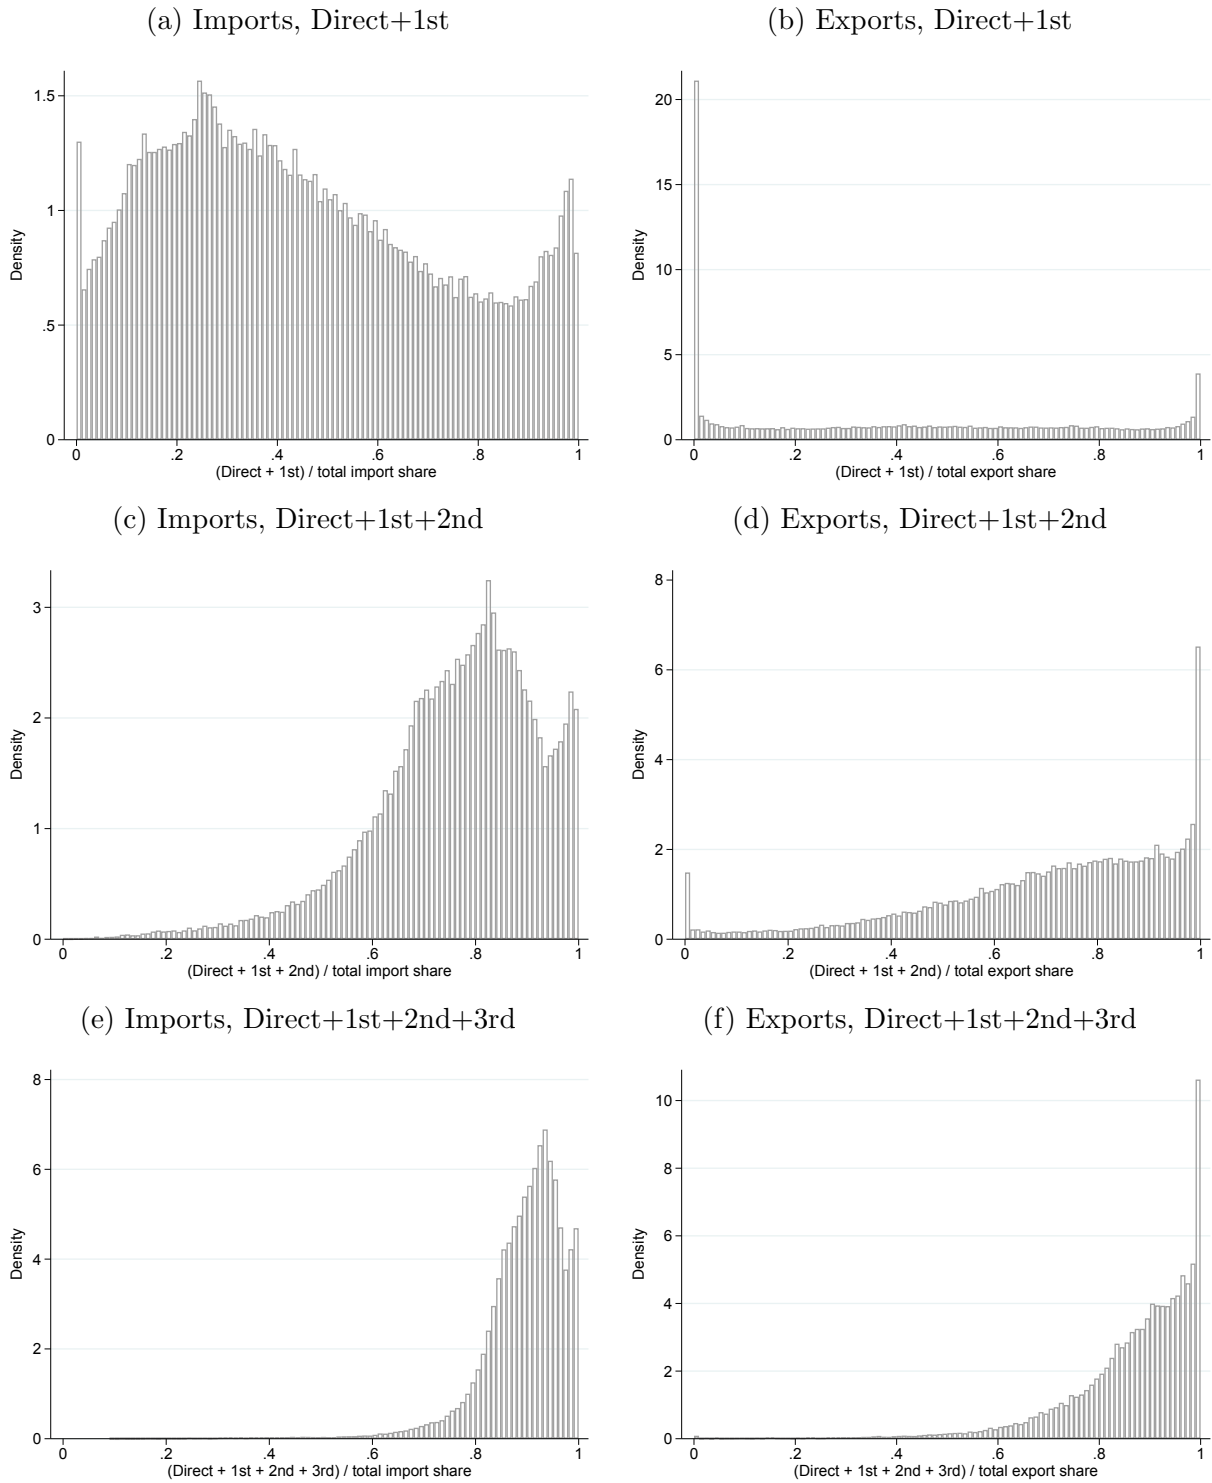 (a) Imports, Direct+1st
(b) Exports, Direct+1st
1.5
1
.5
0
Density
0 .2 .4 .6 .8 1
(Direct + 1st) / total import share
20
15
10
5
0
Density
0 .2 .4 .6 .8 1
(Direct + 1st) / total export share
(c) Imports, Direct+1st+2nd
(d) Exports, Direct+1st+2nd
3
2
1
0
Density
0 .2 .4 .6 .8 1
(Direct + 1st + 2nd) / total import share
8
6
4
2
0
Density
0 .2 .4 .6 .8 1
(Direct + 1st + 2nd) / total export share
(e) Imports, Direct+1st+2nd+3rd
(f) Exports, Direct+1st+2nd+3rd
8
6
4
2
0
Density
0 .2 .4 .6 .8 1
(Direct + 1st + 2nd + 3rd) / total import share
10
8
6
4
2
0
Density
0 .2 .4 .6 .8 1
(Direct + 1st + 2nd + 3rd) / total export share